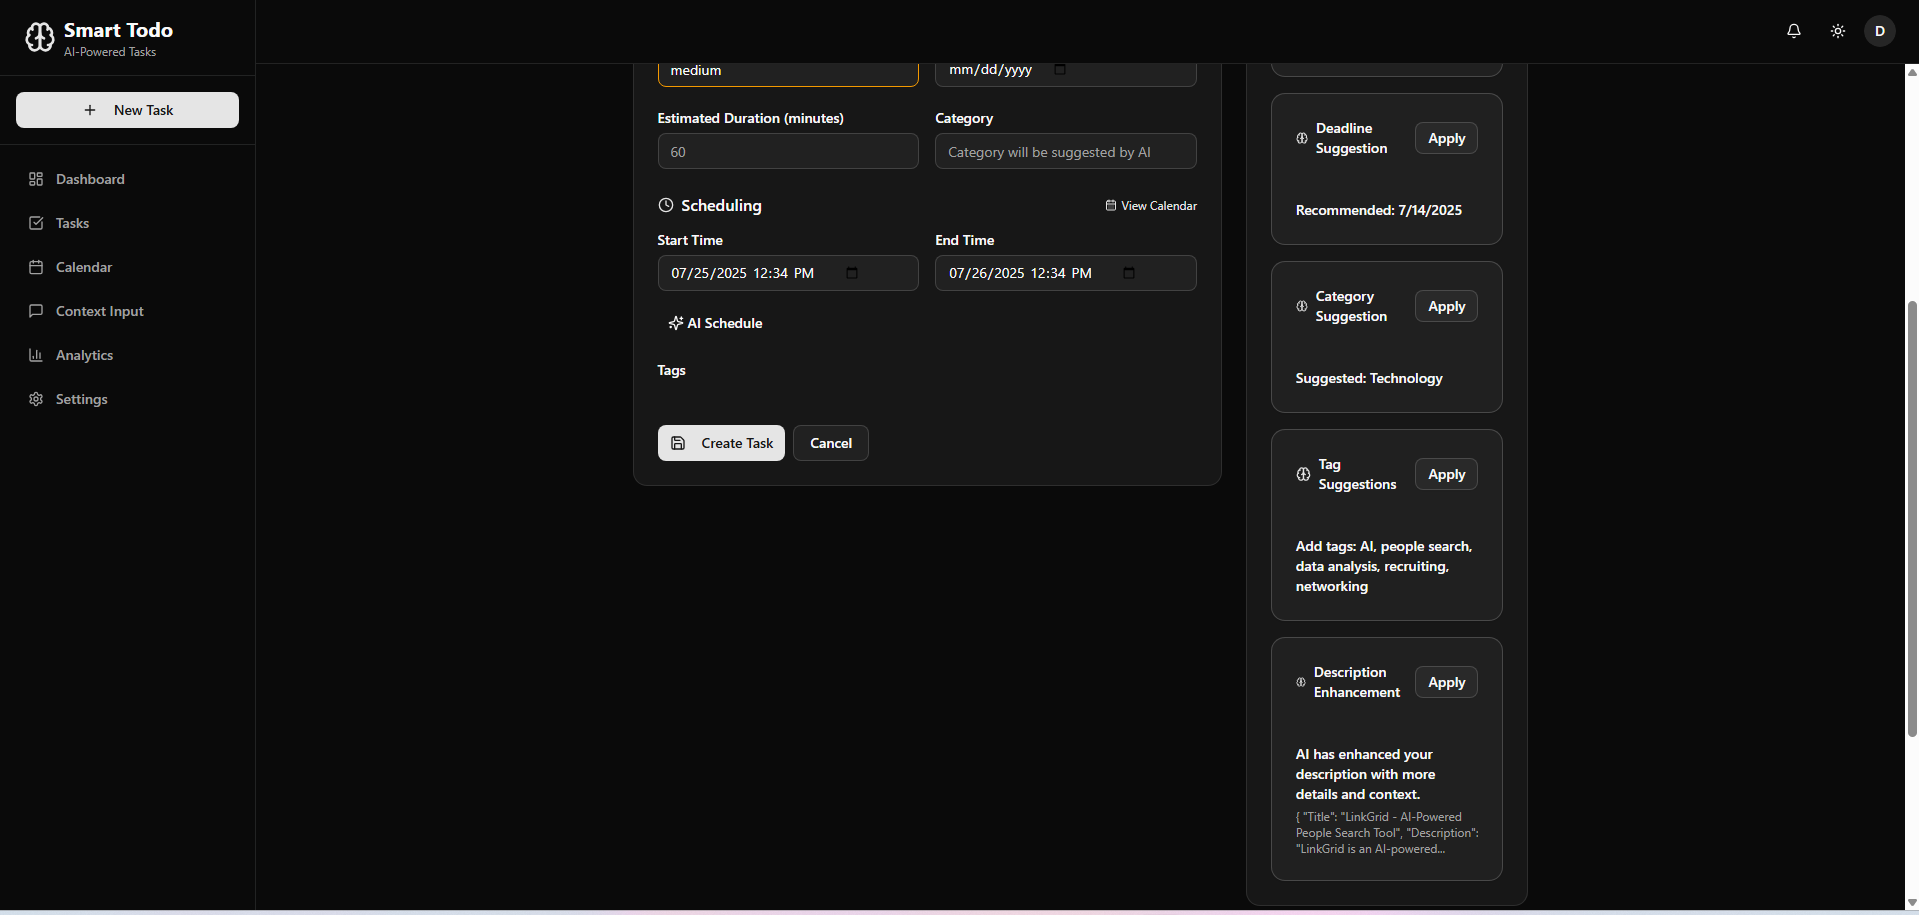 Smart Todo
AI-Powered Tasks
D
New Task
Dashboard
Tasks
Calendar
Context Input
Analytics
Settings
medium
mm/dd/yyyy
Estimated Duration (minutes)
Category
60
Category will be suggested by AI
Scheduling
View Calendar
Start Time
End Time
07/25/2025 12:34 PM
07/26/2025 12:34 PM
AI Schedule
Tags
Create Task
Cancel
Deadline
Suggestion
Apply
Recommended: 7/14/2025
Category
Suggestion
Apply
Suggested: Technology
Tag
Suggestions
Apply
Add tags: AI, people search,
data analysis, recruiting,
networking
Description
Enhancement
Apply
AI has enhanced your
description with more
details and context.
{ "Title": "LinkGrid - AI-Powered
People Search Tool", "Description":
"LinkGrid is an AI-powered...